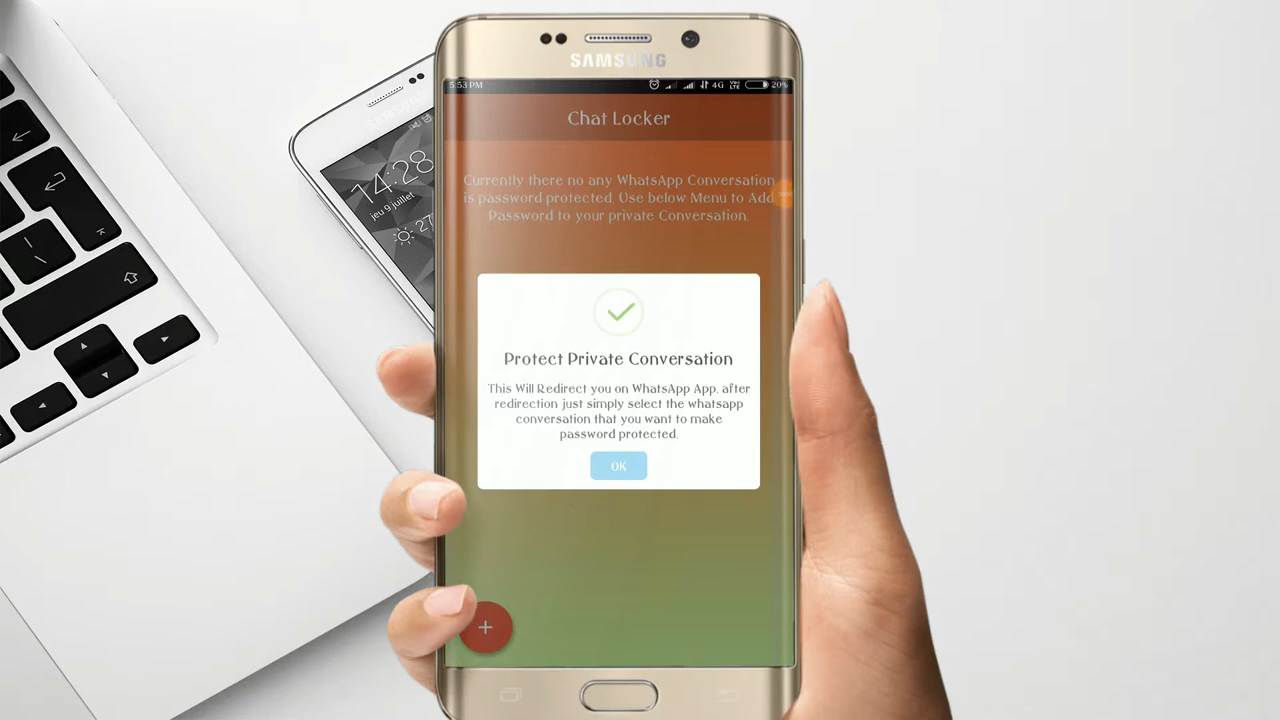 SAMSUNG
5:53 PM
4G
VoLTE
20%
Chat Locker
Currently there no any WhatsApp Conversation
is password protected. Use below Menu to Add
Password to your private Conversation.
Protect Private Conversation
This Will Redirect you on WhatsApp App, after
redirection just simply select the whatsapp
conversation that you want to make
password protected.
OK
+
14:28
jeu 9 juillet
27